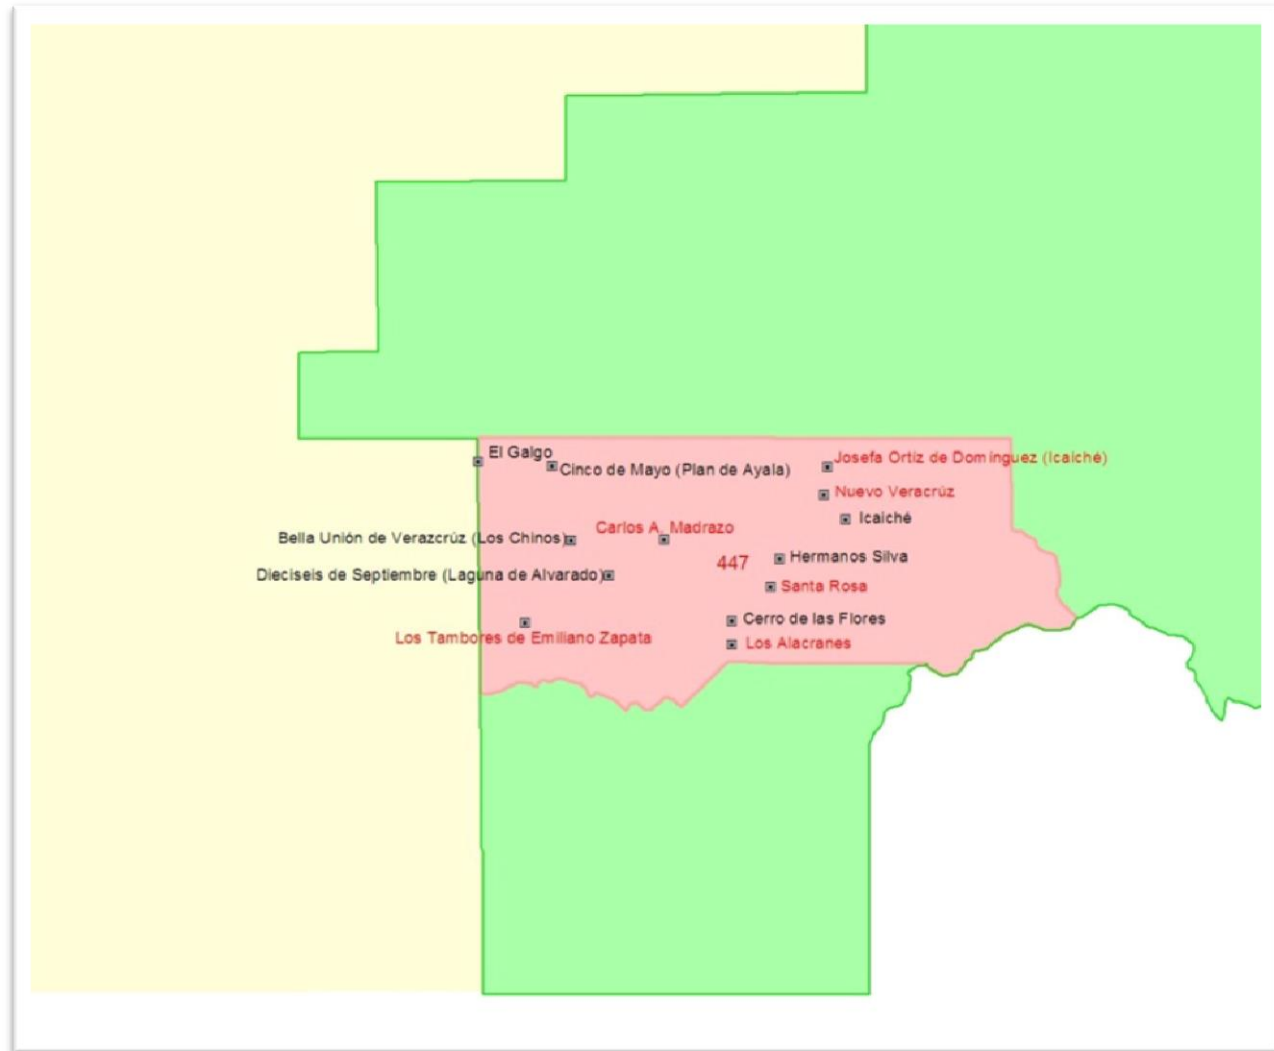 El Galgo
Josefa Ortíz de Domínguez (Icaiché)
Cinco de Mayo (Plan de Ayala)
Nuevo Veracrúz
Icaiché
Carlos A. Madrazo
Bella Unión de Verazcrúz (Los Chinos)
447
Hermanos Silva
Dieciseis de Septiembre (Laguna de Alvarado)
Santa Rosa
Cerro de las Flores
Los Tambores de Emiliano Zapata
Los Alacranes